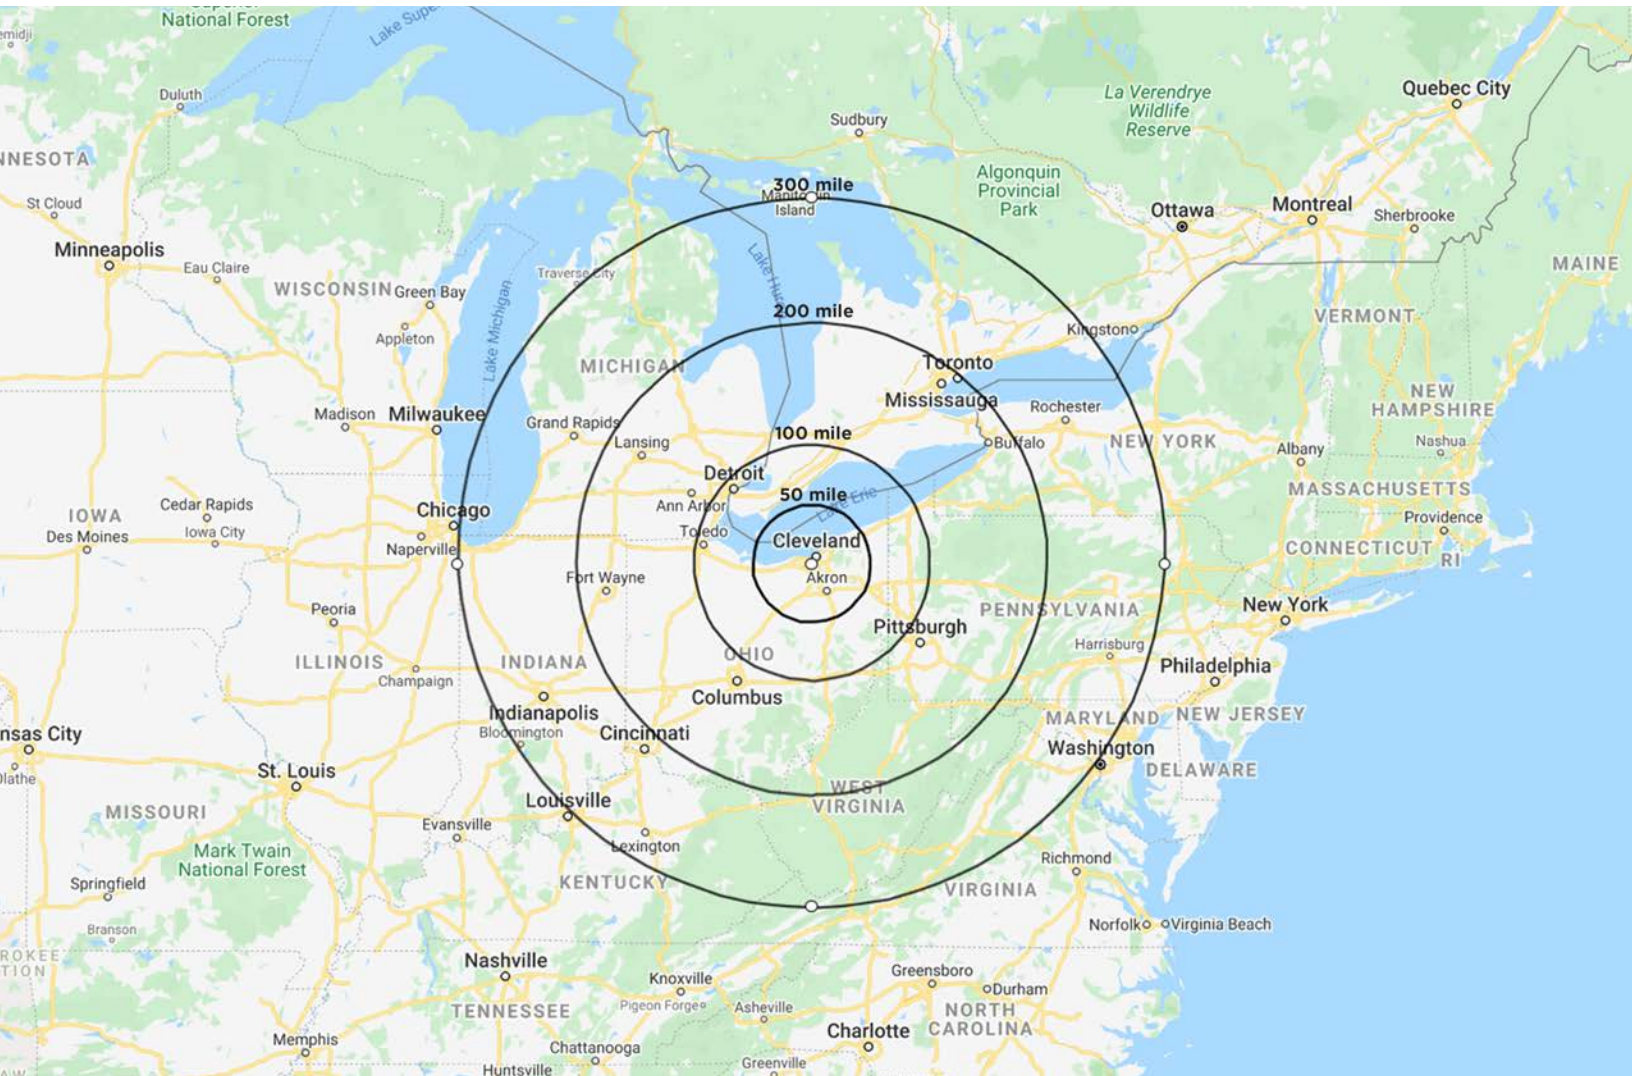 Superior
National Forest
Lake Supe
emidji
Duluth
Quebec City
La Verendrye
Wildlife
Reserve
Sudbury
NNESOTA
Algonquin
Provincial
Park
300 mile
Manitoulin
Island
St Cloud
Ottawa
Montreal
Sherbrooke
Minneapolis
Eau Claire
Traverse City
MAINE
WISCONSIN
Green Bay
Lake Huron
Lake Michigan
200 mile
VERMONT
Appleton
Kingston
MICHIGAN
Toronto
Mississauga
NEW
HAMPSHIRE
Madison
Milwaukee
Grand Rapids
Rochester
Lansing
100 mile
Buffalo
NEW YORK
Nashua
Albany
Detroit
50 mile
Lake Erie
MASSACHUSETTS
Cedar Rapids
Chicago
Ann Arbor
IOWA
Providence
Des Moines
Iowa City
Toledo
Cleveland
Naperville
CONNECTICUT
RI
Fort Wayne
Akron
Peoria
PENNSYLVANIA
New York
Pittsburgh
Harrisburg
ILLINOIS
INDIANA
OHIO
Philadelphia
Champaign
Columbus
Indianapolis
MARYLAND
NEW JERSEY
nsas City
Bloomington
Cincinnati
Washington
St. Louis
DELAWARE
Olathe
WEST
VIRGINIA
MISSOURI
Louisville
Evansville
Lexington
Mark Twain
National Forest
Richmond
Springfield
KENTUCKY
VIRGINIA
Norfolk
Virginia Beach
Branson
ROKEE
TION
Nashville
Knoxville
Greensboro
Durham
Pigeon Forge
Asheville
TENNESSEE
NORTH
CAROLINA
Charlotte
Memphis
Chattanooga
Greenville
Huntsville